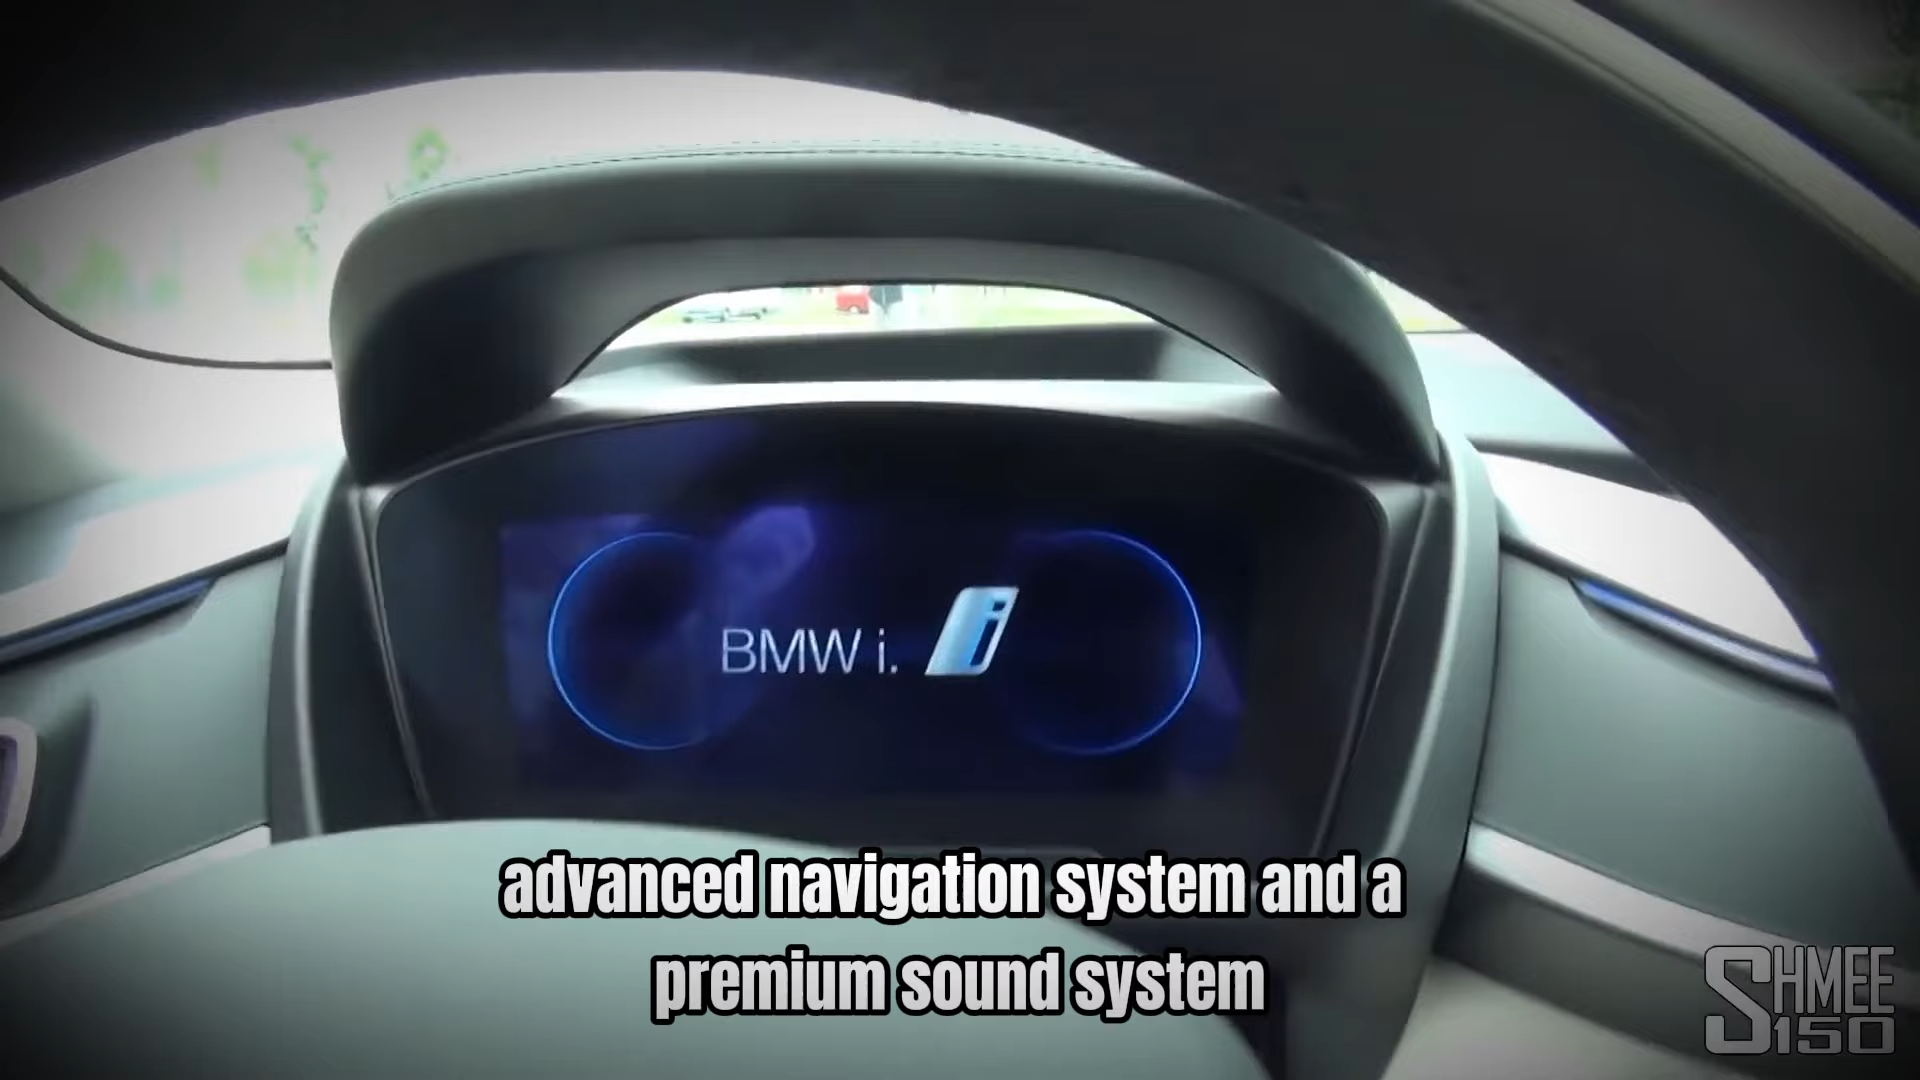 BMW i. i
advanced navigation system and a
premium sound system
SHMEE
150